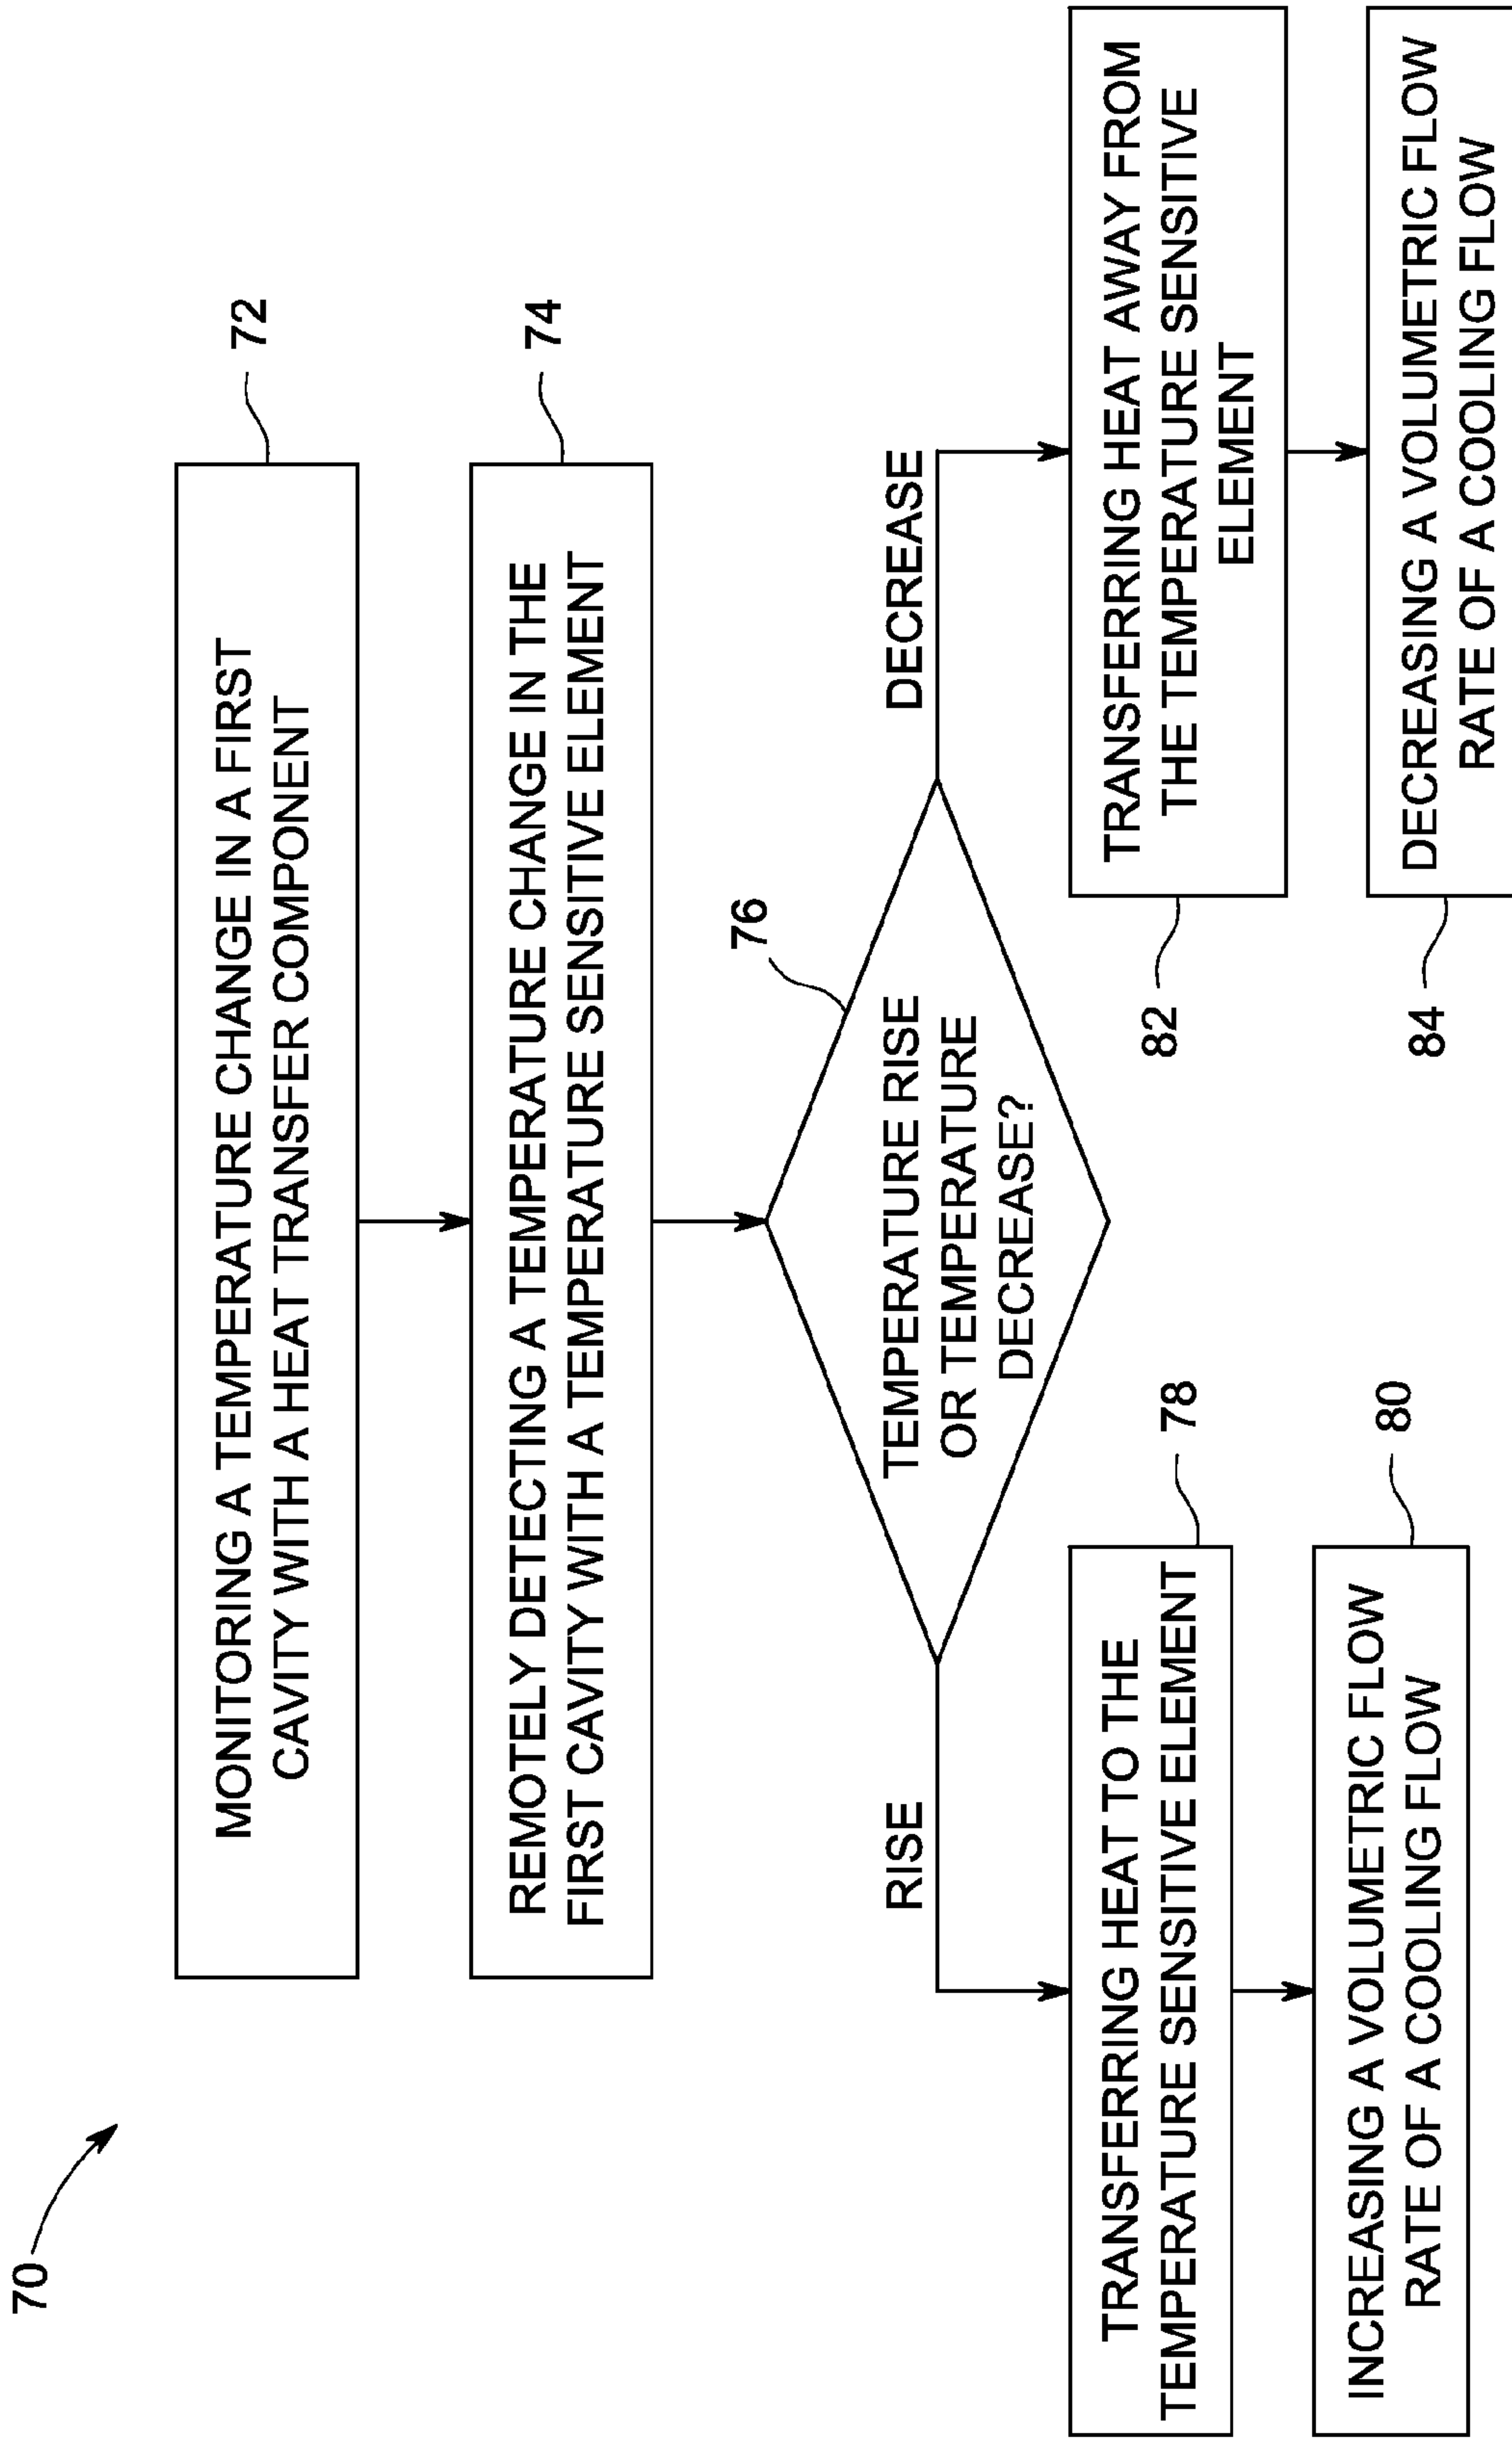 70
MONITORING A TEMPERATURE CHANGE IN A FIRST
CAVITY WITH A HEAT TRANSFER COMPONENT
72
REMOTELY DETECTING A TEMPERATURE CHANGE IN THE
FIRST CAVITY WITH A TEMPERATURE SENSITIVE ELEMENT
74
76
TEMPERATURE RISE
OR TEMPERATURE
DECREASE?
RISE
DECREASE
TRANSFERRING HEAT TO THE
TEMPERATURE SENSITIVE ELEMENT
78
INCREASING A VOLUMETRIC FLOW
RATE OF A COOLING FLOW
80
TRANSFERRING HEAT AWAY FROM
THE TEMPERATURE SENSITIVE
ELEMENT
82
DECREASING A VOLUMETRIC FLOW
RATE OF A COOLING FLOW
84